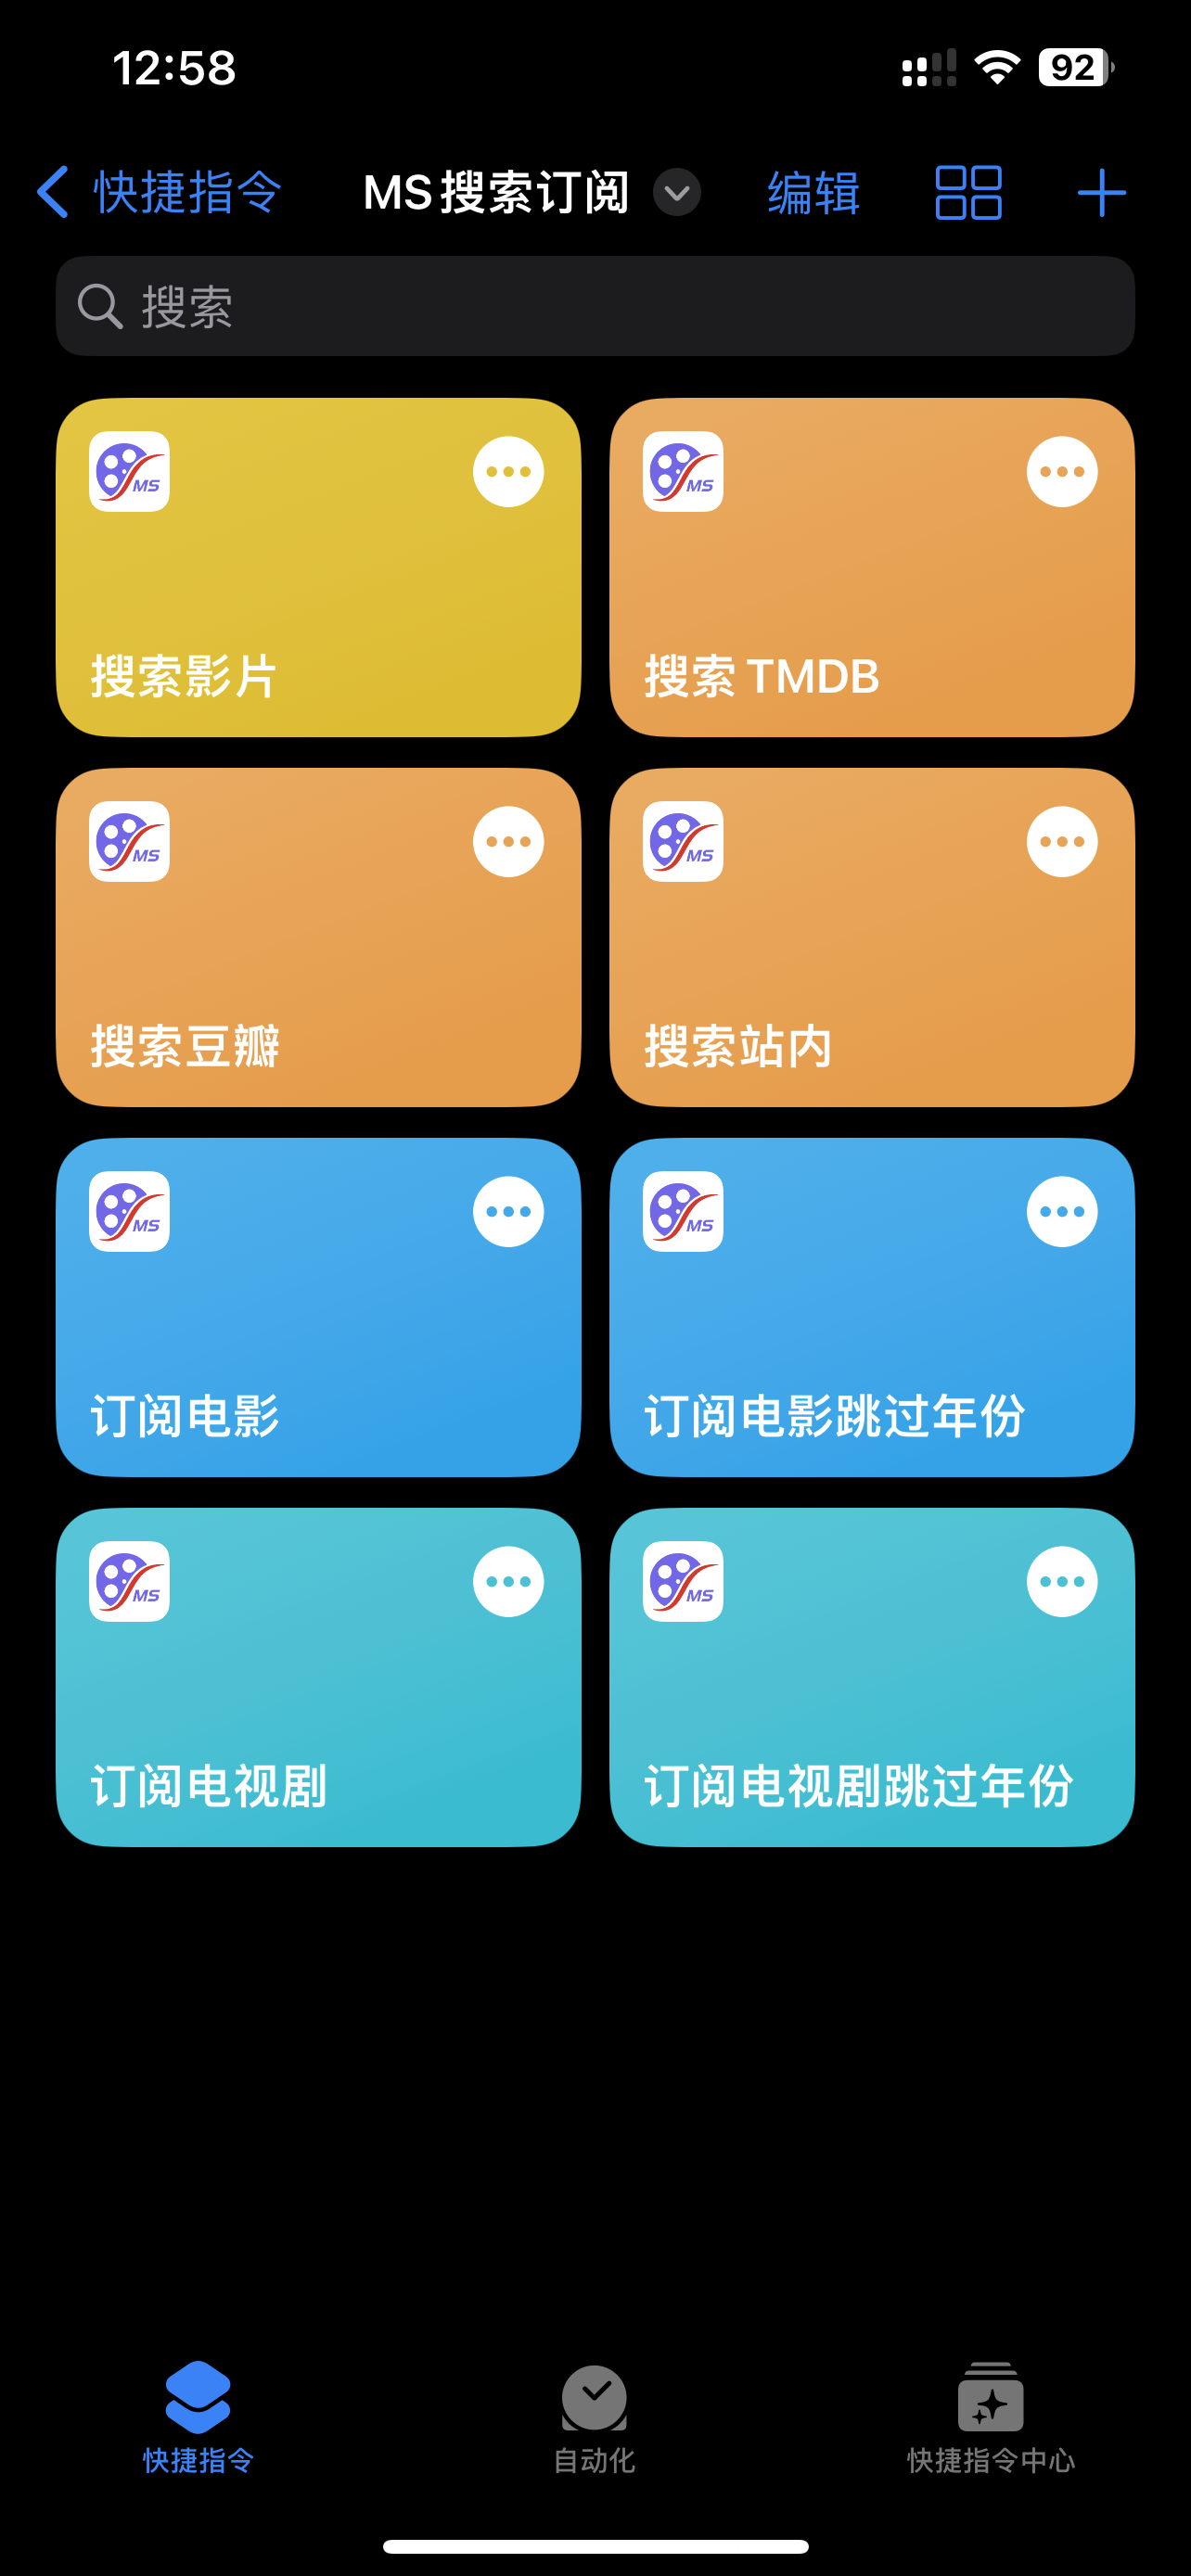 12:58
92
快捷指令
MS搜索订阅
编辑
搜索
MS
MS
搜索影片
搜索 TMDB
MS
MS
搜索豆瓣
搜索站内
MS
MS
订阅电影
订阅电影跳过年份
MS
MS
订阅电视剧
订阅电视剧跳过年份
快捷指令
自动化
快捷指令中心